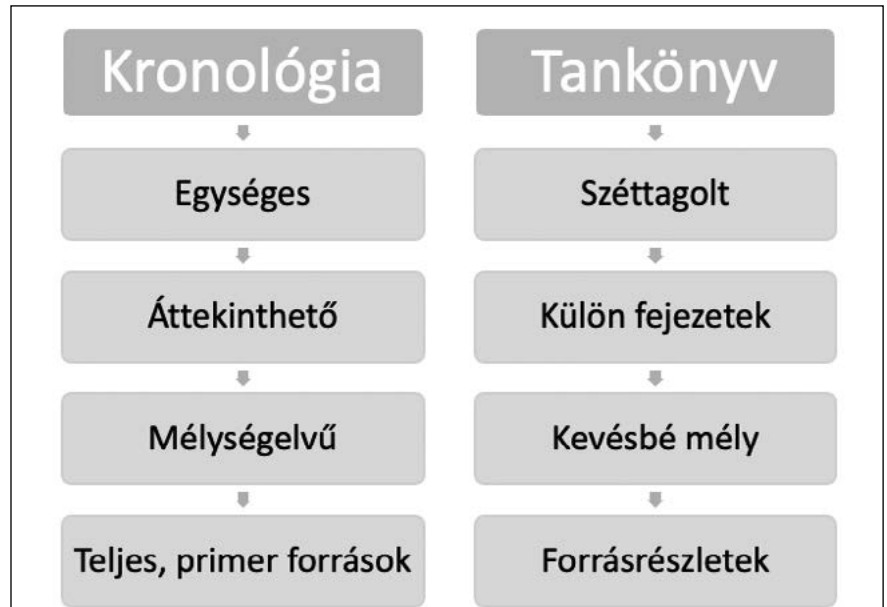 Kronológia
Egységes
Áttekinthető
Mélységelvű
Teljes, primer források
Tankönyv
Széttagolt
Külön fejezetek
Kevésbé mély
Forrásrészletek